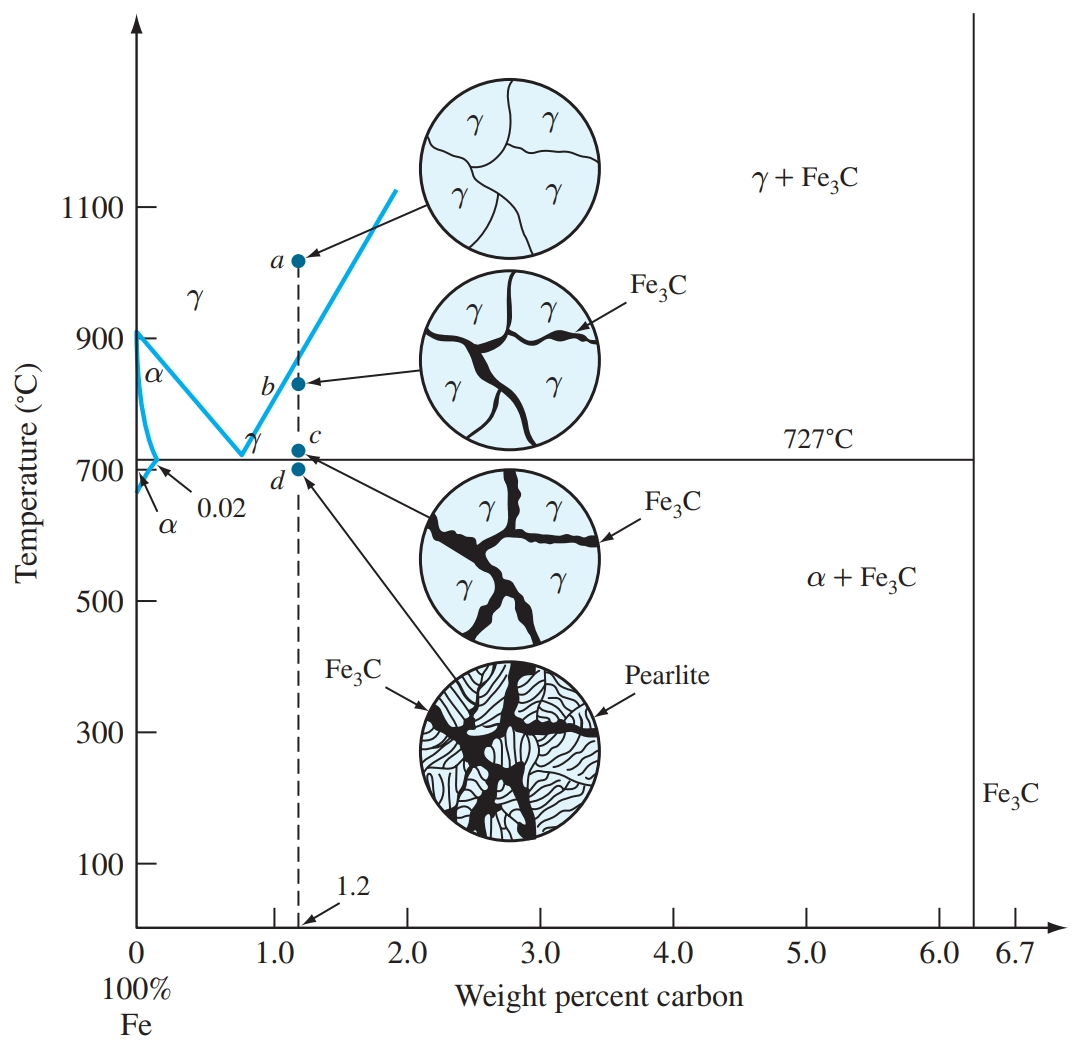 γ γ
γ γ
γ + Fe₃C
1100
a
Fe₃C
γ
γ γ
900
α
b
γ γ
γ
c
727°C
700
d
0.02
α
γ γ
Fe₃C
γ γ
α + Fe₃C
500
Temperature (°C)
Fe₃C
Pearlite
300
Fe₃C
100
1.2
0 1.0 2.0 3.0 4.0 5.0 6.0 6.7
100%
Fe
Weight percent carbon